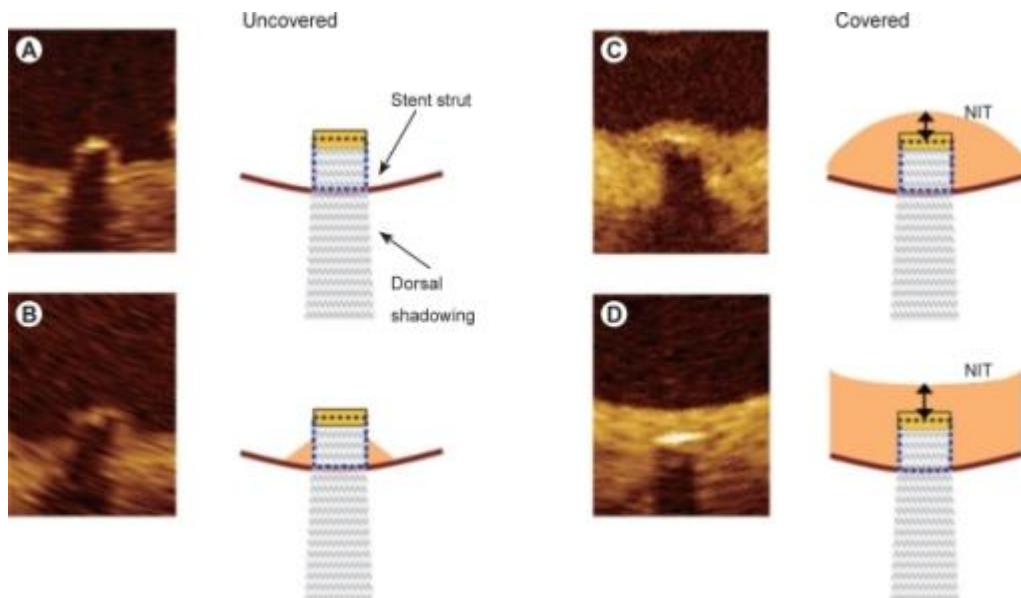 Uncovered
Covered
A
Stent strut
Dorsal
shadowing
C
NIT
B
D
NIT